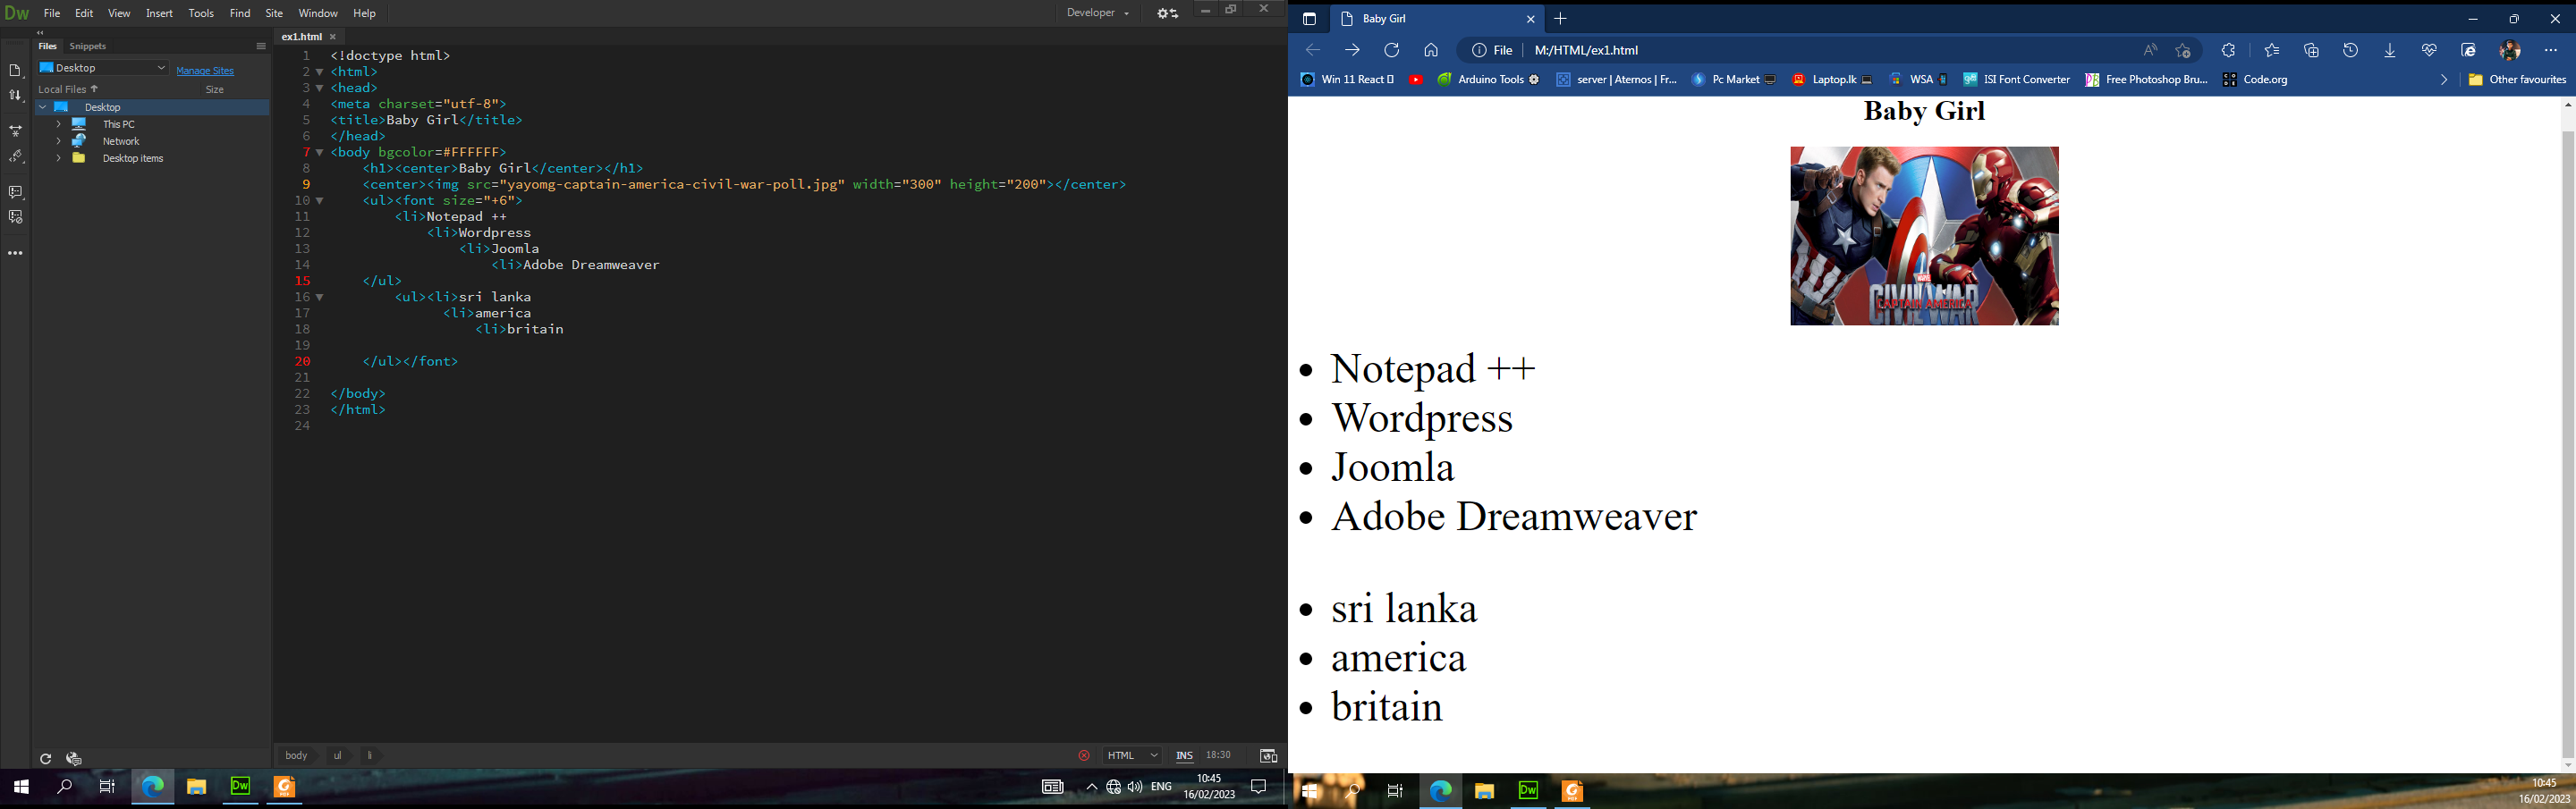 Dw File Edit View Insert Tools Find Site Window Help Developer
Files Snippets
Desktop Manage Sites
Local Files Size
Desktop
This PC
Network
Desktop items
ex1.html
1 <!doctype html>
2 <html>
3 <head>
4 <meta charset="utf-8">
5 <title>Baby Girl</title>
6 </head>
7 <body bgcolor=#FFFFFF>
8 <h1><center>Baby Girl</center></h1>
9 <center><img src="yayomg-captain-america-civil-war-poll.jpg" width="300" height="200"></center>
10 <ul><font size="+6">
11 <li>Notepad ++
12 <li>Wordpress
13 <li>Joomla
14 <li>Adobe Dreamweaver
15 </ul>
16 <ul><li>sri lanka
17 <li>america
18 <li>britain
19
20 </ul></font>
21
22 </body>
23 </html>
24
body ul li HTML INS 18:30
Dw ENG 10:45
16/02/2023
Baby Girl
File M:/HTML/ex1.html
Win 11 React Arduino Tools server | Aternos | Fr... Pc Market Laptop.lk WSA ISI Font Converter Free Photoshop Bru... Code.org Other favourites
Baby Girl
MARVEL
CAPTAIN AMERICA
CIVIL WAR
Notepad ++
Wordpress
Joomla
Adobe Dreamweaver
sri lanka
america
britain
Dw 10:45
16/02/2023